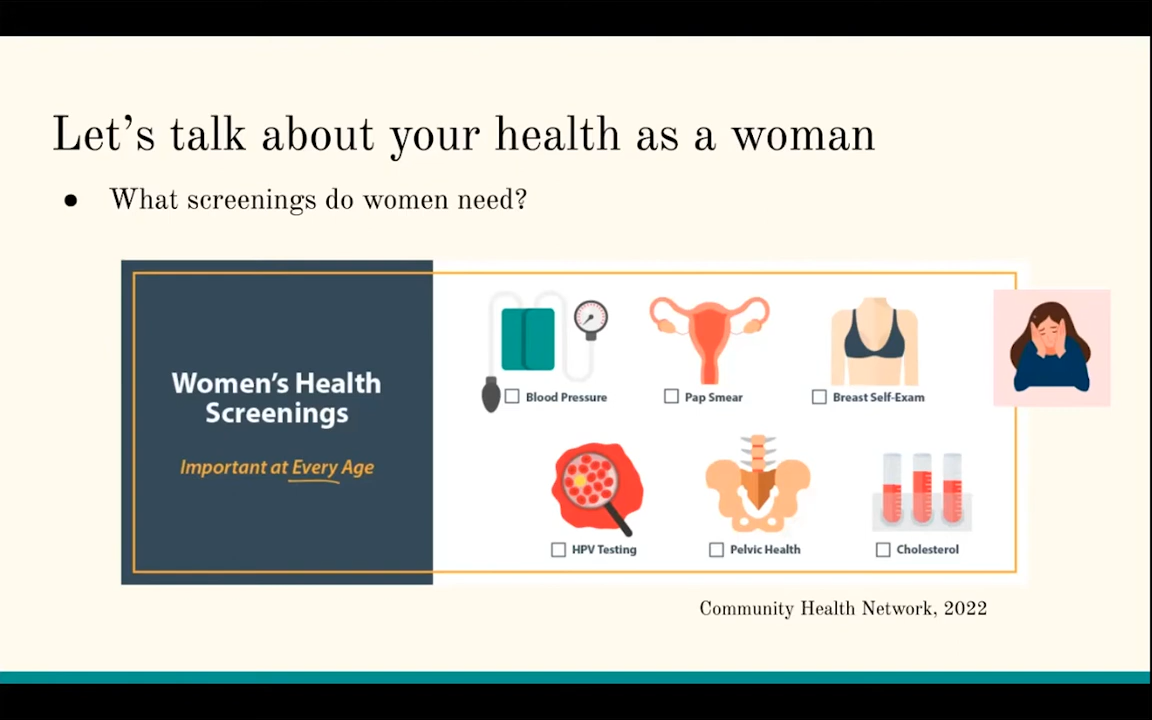 Let's talk about your health as a woman
● What screenings do women need?
Women's Health
Screenings
Important at Every Age
Blood Pressure
Pap Smear
Breast Self-Exam
HPV Testing
Pelvic Health
Cholesterol
Community Health Network, 2022